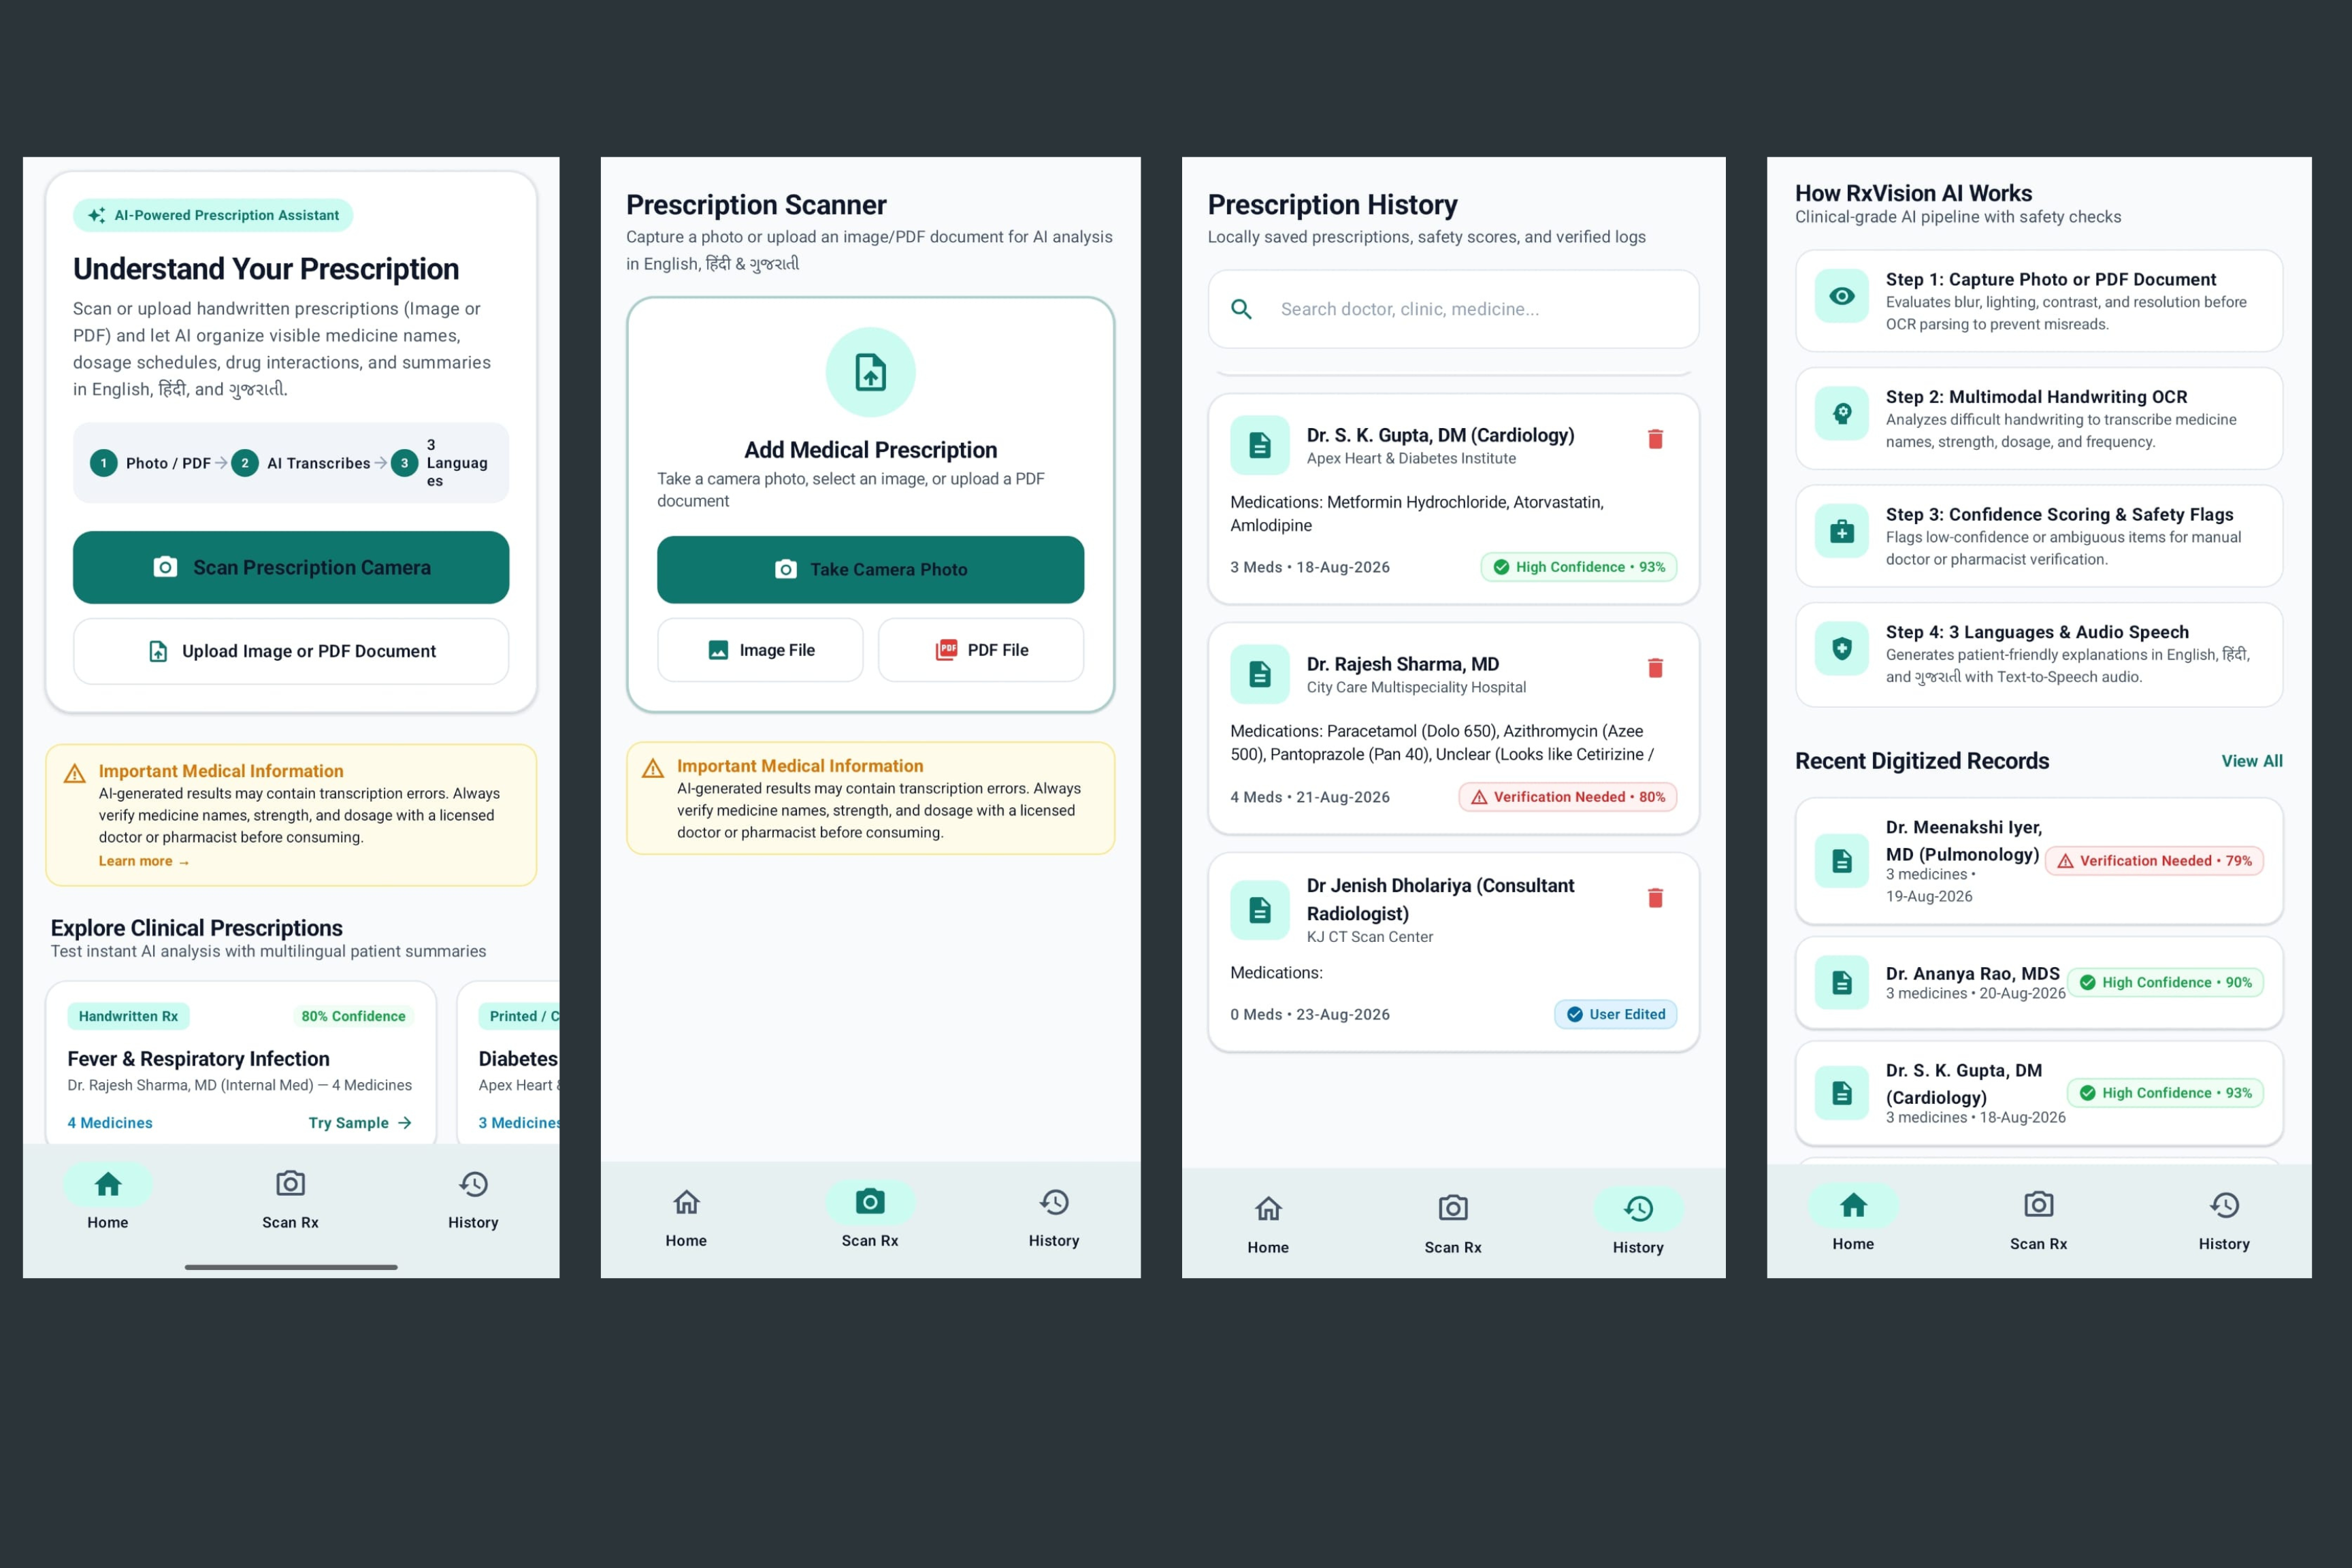 AI-Powered Prescription Assistant
Understand Your Prescription
Scan or upload handwritten prescriptions (Image or
PDF) and let AI organize visible medicine names,
dosage schedules, drug interactions, and summaries
in English, हिंदी, and ગુજરાતી.
1 Photo / PDF → 2 AI Transcribes → 3 3
Languag
es
Scan Prescription Camera
Upload Image or PDF Document
Important Medical Information
AI-generated results may contain transcription errors. Always
verify medicine names, strength, and dosage with a licensed
doctor or pharmacist before consuming.
Learn more →
Explore Clinical Prescriptions
Test instant AI analysis with multilingual patient summaries
Handwritten Rx 80% Confidence
Fever & Respiratory Infection
Dr. Rajesh Sharma, MD (Internal Med) — 4 Medicines
4 Medicines Try Sample →
Printed / C
Diabetes
Apex Heart &
3 Medicines
Home Scan Rx History
Prescription Scanner
Capture a photo or upload an image/PDF document for AI analysis
in English, हिंदी & ગુજરાતી
Add Medical Prescription
Take a camera photo, select an image, or upload a PDF
document
Take Camera Photo
Image File PDF PDF File
Important Medical Information
AI-generated results may contain transcription errors. Always
verify medicine names, strength, and dosage with a licensed
doctor or pharmacist before consuming.
Home Scan Rx History
Prescription History
Locally saved prescriptions, safety scores, and verified logs
Search doctor, clinic, medicine...
Dr. S. K. Gupta, DM (Cardiology)
Apex Heart & Diabetes Institute
Medications: Metformin Hydrochloride, Atorvastatin,
Amlodipine
3 Meds • 18-Aug-2026 High Confidence • 93%
Dr. Rajesh Sharma, MD
City Care Multispeciality Hospital
Medications: Paracetamol (Dolo 650), Azithromycin (Azee
500), Pantoprazole (Pan 40), Unclear (Looks like Cetirizine /
4 Meds • 21-Aug-2026 Verification Needed • 80%
Dr Jenish Dholariya (Consultant
Radiologist)
KJ CT Scan Center
Medications:
0 Meds • 23-Aug-2026 User Edited
Home Scan Rx History
How RxVision AI Works
Clinical-grade AI pipeline with safety checks
Step 1: Capture Photo or PDF Document
Evaluates blur, lighting, contrast, and resolution before
OCR parsing to prevent misreads.
Step 2: Multimodal Handwriting OCR
Analyzes difficult handwriting to transcribe medicine
names, strength, dosage, and frequency.
Step 3: Confidence Scoring & Safety Flags
Flags low-confidence or ambiguous items for manual
doctor or pharmacist verification.
Step 4: 3 Languages & Audio Speech
Generates patient-friendly explanations in English, हिंदी,
and ગુજરાતી with Text-to-Speech audio.
Recent Digitized Records View All
Dr. Meenakshi Iyer,
MD (Pulmonology) Verification Needed • 79%
3 medicines •
19-Aug-2026
Dr. Ananya Rao, MDS High Confidence • 90%
3 medicines • 20-Aug-2026
Dr. S. K. Gupta, DM
(Cardiology) High Confidence • 93%
3 medicines • 18-Aug-2026
Home Scan Rx History